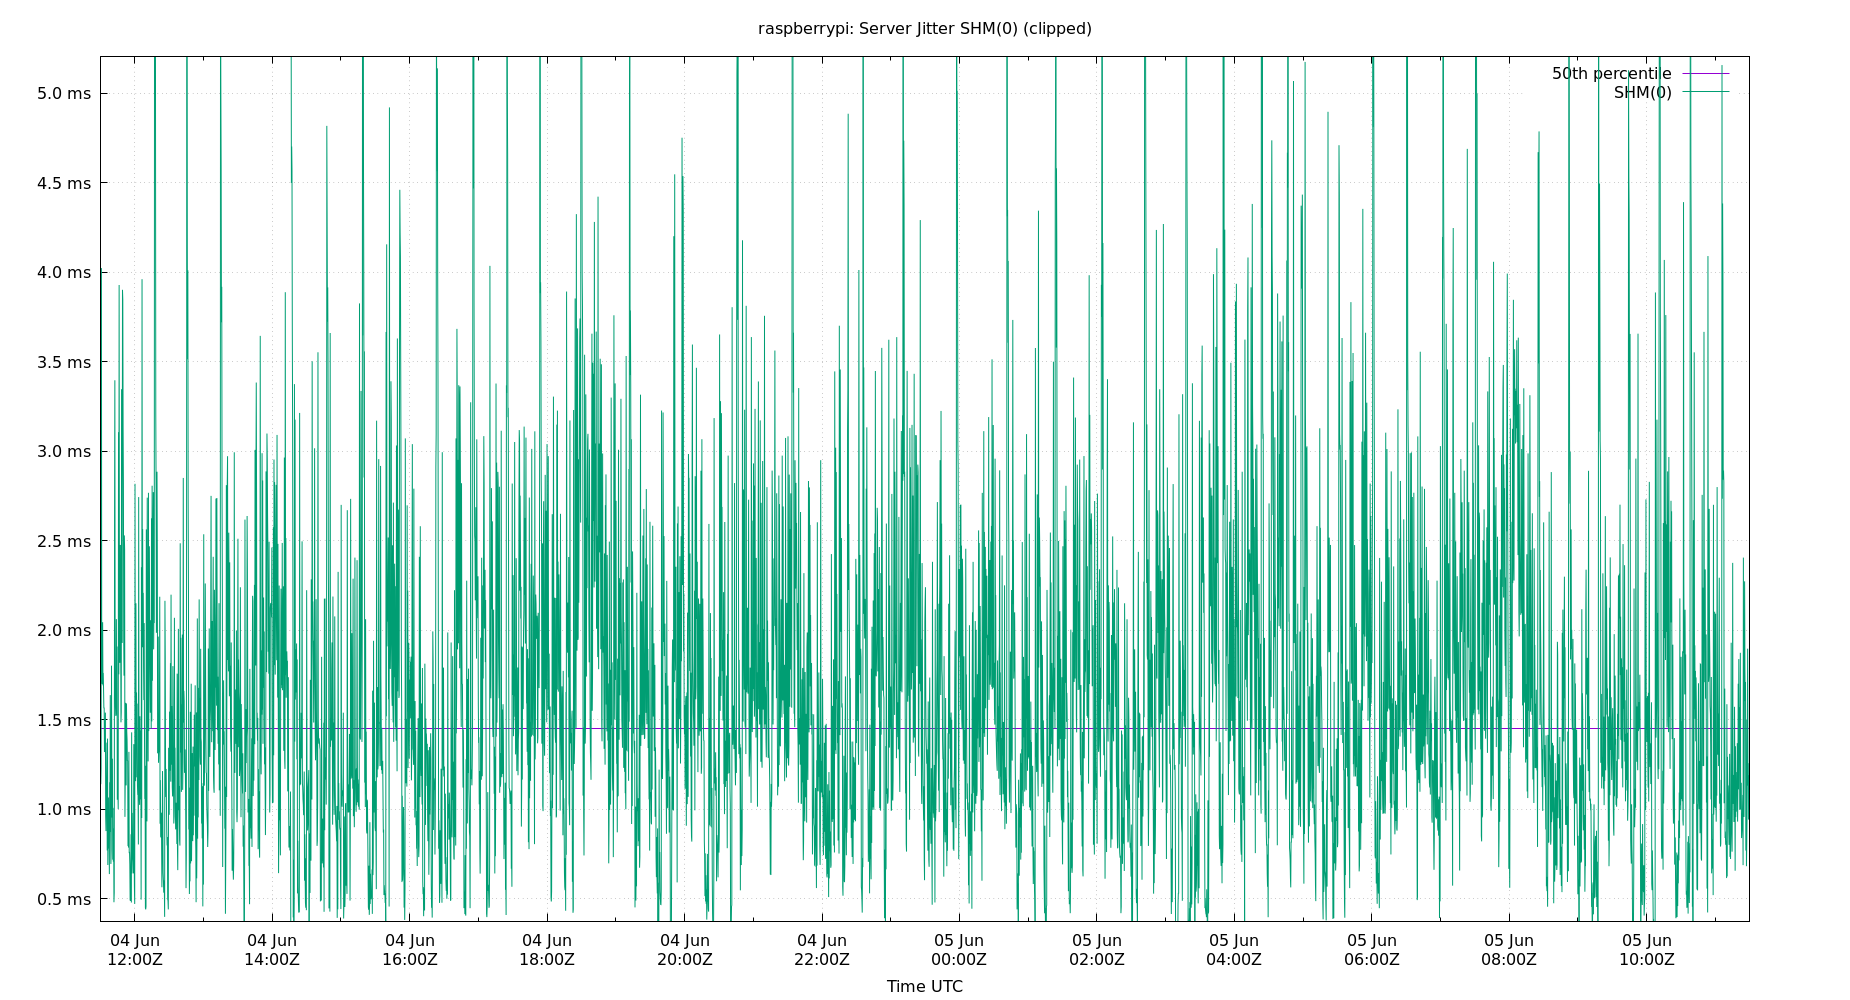 raspberrypi: Server Jitter SHM(0) (clipped)
50th percentile
SHM(0)
5.0 ms
4.5 ms
4.0 ms
3.5 ms
3.0 ms
2.5 ms
2.0 ms
1.5 ms
1.0 ms
0.5 ms
04 Jun 04 Jun 04 Jun 04 Jun 04 Jun 04 Jun 05 Jun 05 Jun 05 Jun 05 Jun 05 Jun 05 Jun
12:00Z 14:00Z 16:00Z 18:00Z 20:00Z 22:00Z 00:00Z 02:00Z 04:00Z 06:00Z 08:00Z 10:00Z
Time UTC